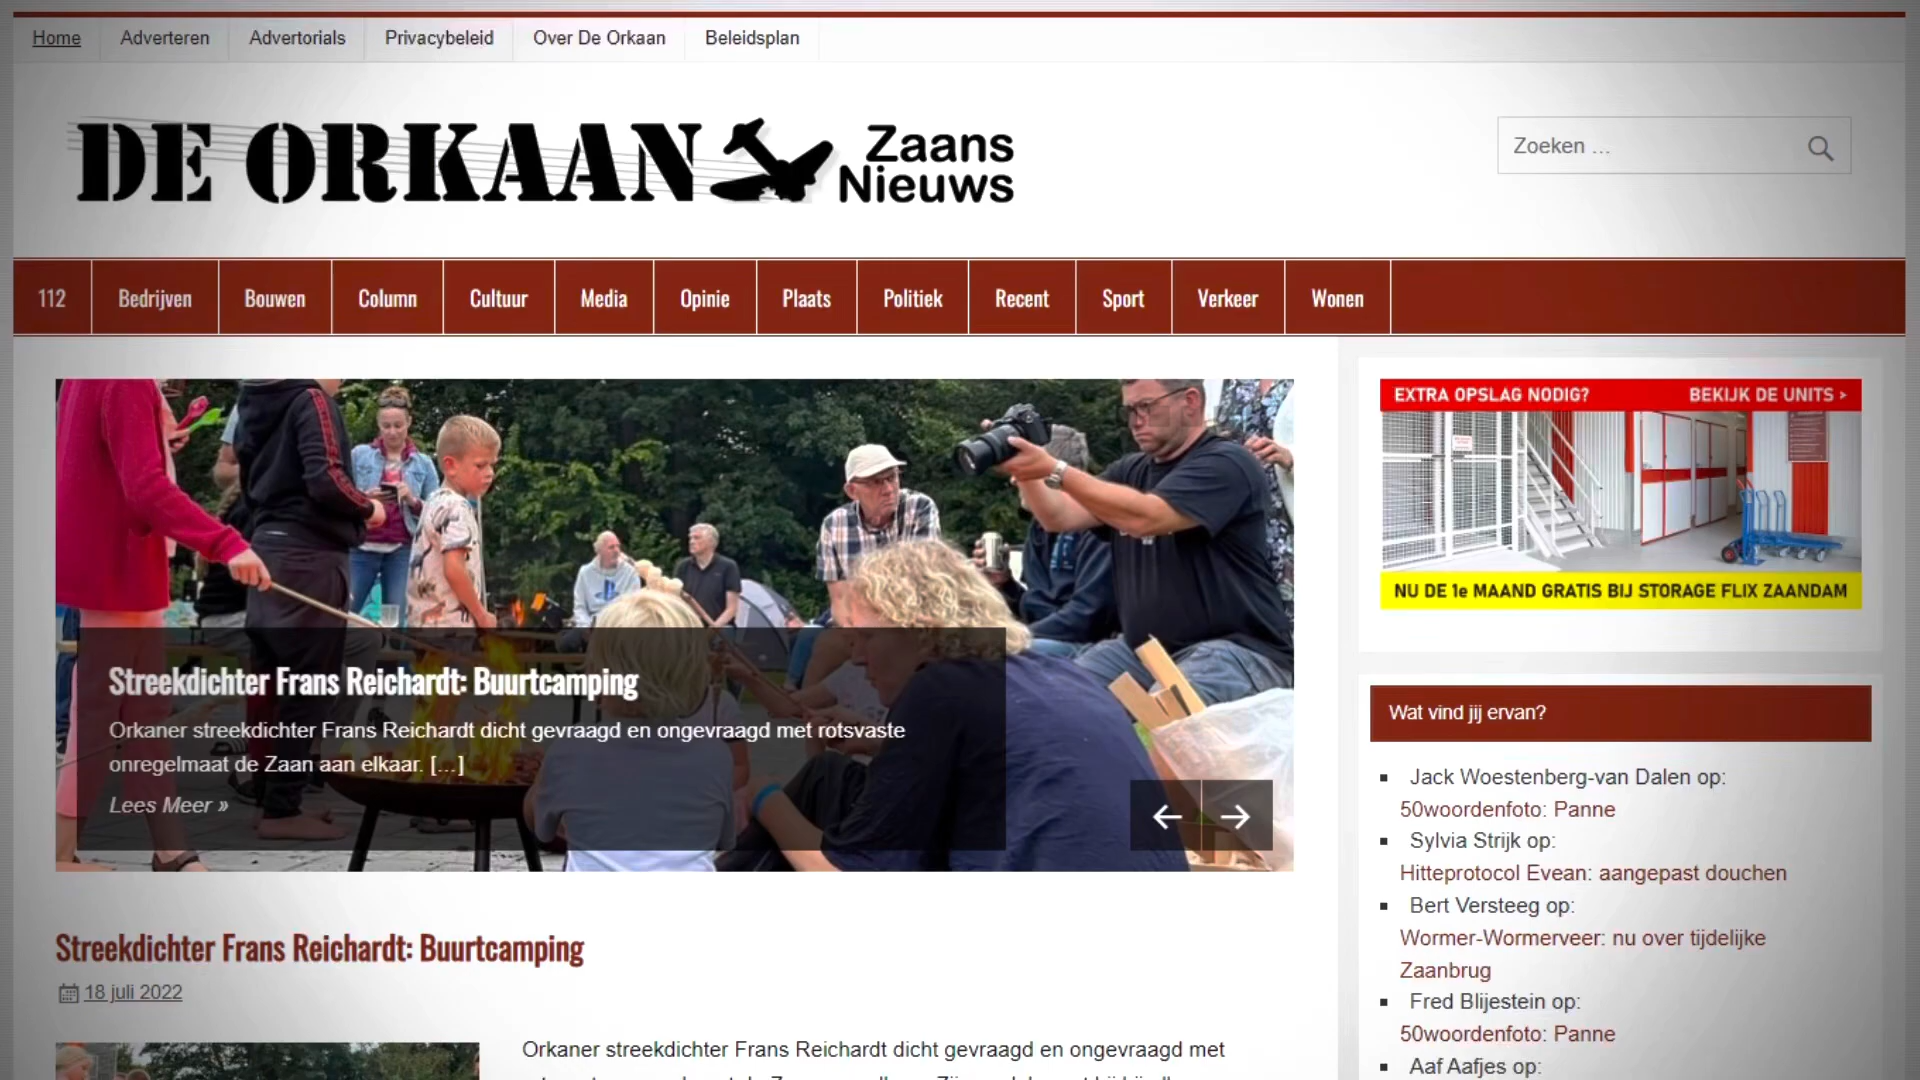 Home
Adverteren
Advertorials
Privacybeleid
Over De Orkaan
Beleidsplan
DE ORKAAN
Zaans
Nieuws
Zoeken ...
112
Bedrijven
Bouwen
Column
Cultuur
Media
Opinie
Plaats
Politiek
Recent
Sport
Verkeer
Wonen
Streekdichter Frans Reichardt: Buurtcamping
Orkaner streekdichter Frans Reichardt dicht gevraagd en ongevraagd met rotsvaste
onregelmaat de Zaan aan elkaar. [...]
Lees Meer »
Streekdichter Frans Reichardt: Buurtcamping
18 juli 2022
Orkaner streekdichter Frans Reichardt dicht gevraagd en ongevraagd met
EXTRA OPSLAG NODIG?
BEKIJK DE UNITS >
NU DE 1e MAAND GRATIS BIJ STORAGE FLIX ZAANDAM
Wat vind jij ervan?
Jack Woestenberg-van Dalen op:
50woordenfoto: Panne
Sylvia Strijk op:
Hitteprotocol Evean: aangepast douchen
Bert Versteeg op:
Wormer-Wormerveer: nu over tijdelijke
Zaanbrug
Fred Blijestein op:
50woordenfoto: Panne
Aaf Aafjes op: